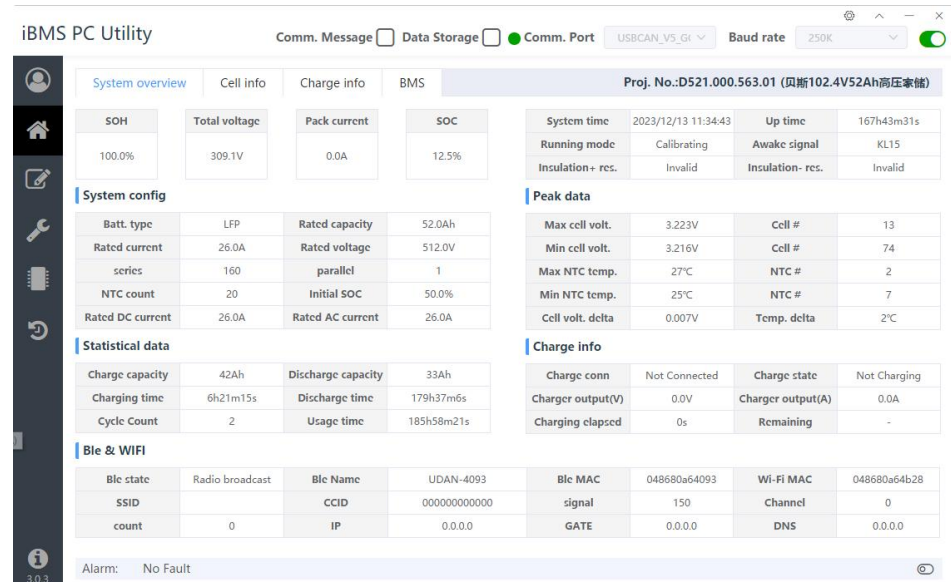 iBMS PC Utility
Comm. Message Data Storage Comm. Port USBCAN_V5_G( Baud rate 250K
System overview Cell info Charge info BMS Proj. No.:D521.000.563.01 (贝斯102.4V52Ah高压家储)
SOH Total voltage Pack current SOC System time 2023/12/13 11:34:43 Up time 167h43m31s
100.0% 309.1V 0.0A 12.5% Running mode Calibrating Awake signal KL15
Insulation+ res. Invalid Insulation- res. Invalid
System config Peak data
Batt. type LFP Rated capacity 52.0Ah Max cell volt. 3.223V Cell # 13
Rated current 26.0A Rated voltage 512.0V Min cell volt. 3.216V Cell # 74
series 160 parallel 1 Max NTC temp. 27℃ NTC # 2
NTC count 20 Initial SOC 50.0% Min NTC temp. 25℃ NTC # 7
Rated DC current 26.0A Rated AC current 26.0A Cell volt. delta 0.007V Temp. delta 2℃
Statistical data Charge info
Charge capacity 42Ah Discharge capacity 33Ah Charge conn Not Connected Charge state Not Charging
Charging time 6h21m15s Discharge time 179h37m6s Charger output(V) 0.0V Charger output(A) 0.0A
Cycle Count 2 Usage time 185h58m21s Charging elapsed 0s Remaining -
Ble & WIFI
Ble state Radio broadcast Ble Name UDAN-4093 Ble MAC 048680a64093 Wi-Fi MAC 048680a64b28
SSID CCID 000000000000 signal 150 Channel 0
count 0 IP 0.0.0.0 GATE 0.0.0.0 DNS 0.0.0.0
Alarm: No Fault
3.0.3